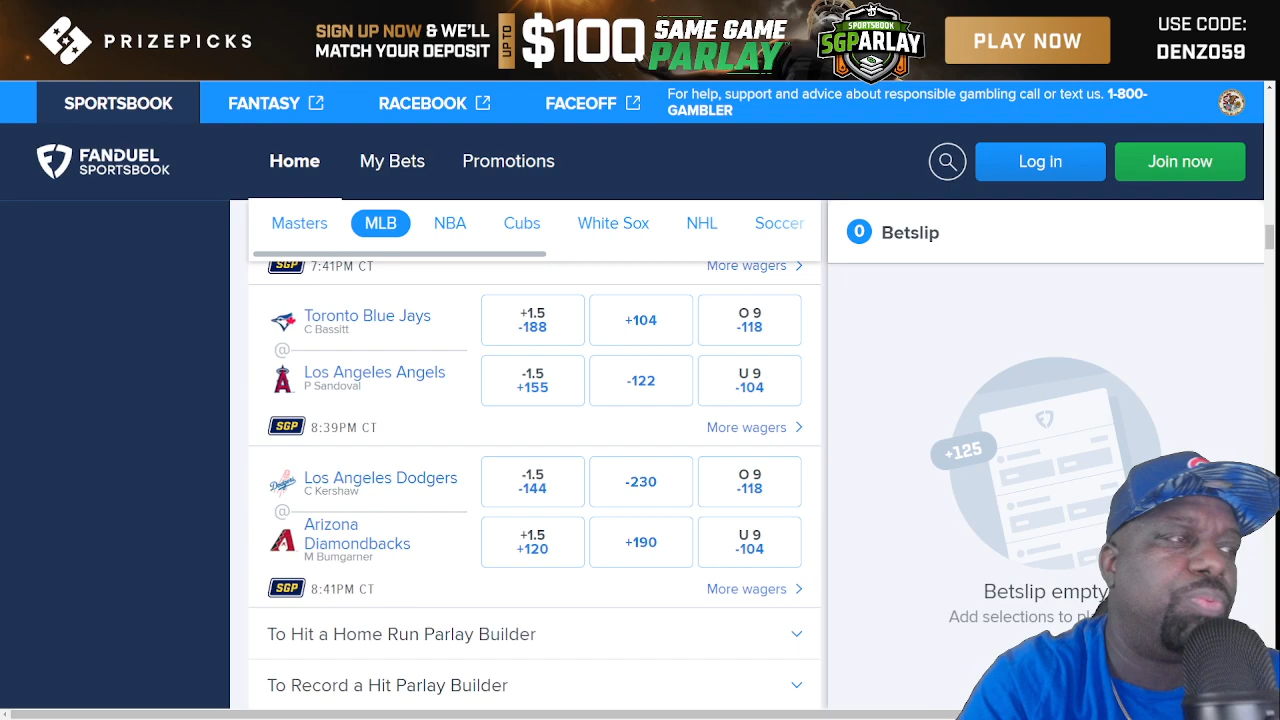 PRIZEPICKS
SIGN UP NOW & WE'LL
MATCH YOUR DEPOSIT
UP TO
$100
SAME GAME
PARLAY
SPORTSBOOK
SGPARLAY
PLAY NOW
USE CODE:
DENZO59
SPORTSBOOK
FANTASY
RACEBOOK
FACEOFF
For help, support and advice about responsible gambling call or text us. 1-800-
GAMBLER
FANDUEL
SPORTSBOOK
Home
My Bets
Promotions
Log in
Join now
Masters
MLB
NBA
Cubs
White Sox
NHL
Soccer
0 Betslip
SGP 7:41PM CT
More wagers
Toronto Blue Jays
C Bassitt
+1.5
-188
+104
O 9
-118
@
Los Angeles Angels
P Sandoval
-1.5
+155
-122
U 9
-104
SGP 8:39PM CT
More wagers
Los Angeles Dodgers
C Kershaw
-1.5
-144
-230
O 9
-118
@
Arizona
Diamondbacks
M Bumgarner
+1.5
+120
+190
U 9
-104
SGP 8:41PM CT
More wagers
To Hit a Home Run Parlay Builder
To Record a Hit Parlay Builder
+125
Betslip empty
Add selections to